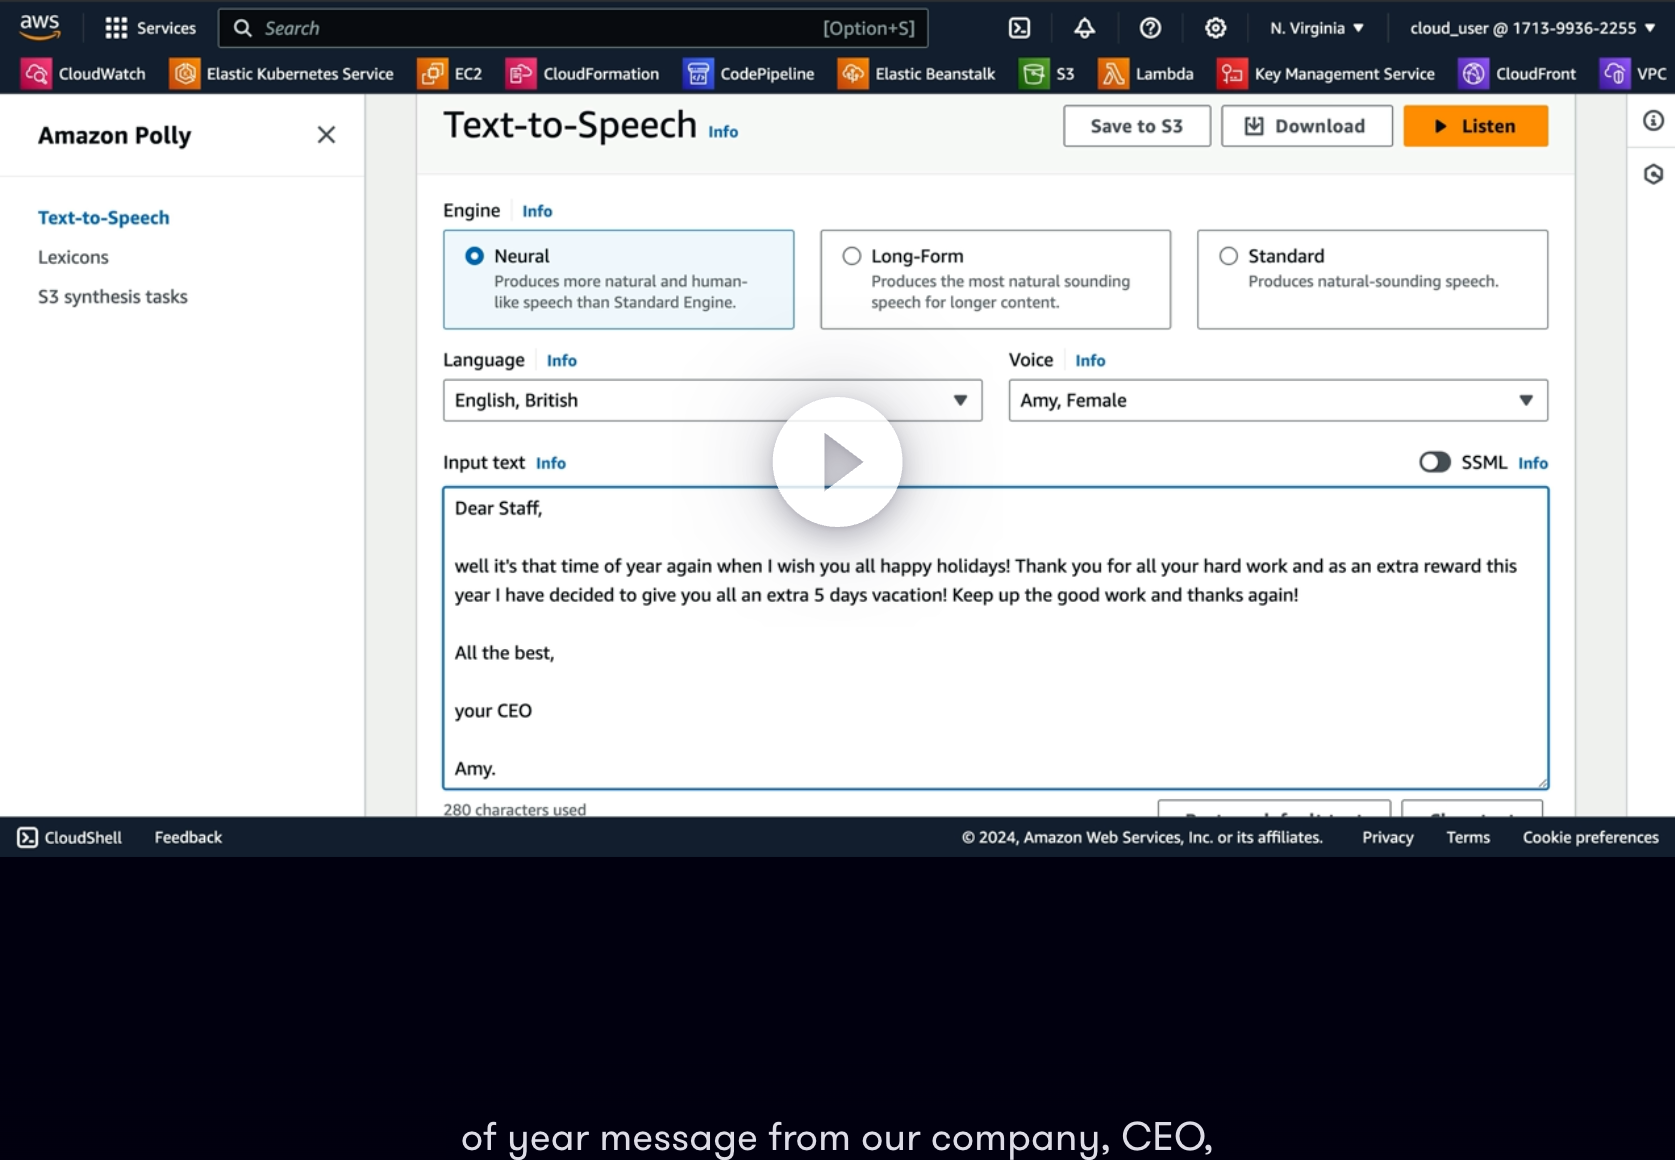 aws
Services
Search
[Option+S]
N. Virginia
cloud_user @ 1713-9936-2255
CloudWatch
Elastic Kubernetes Service
EC2
CloudFormation
CodePipeline
Elastic Beanstalk
S3
Lambda
Key Management Service
CloudFront
VPC
Amazon Polly
Text-to-Speech
Lexicons
S3 synthesis tasks
Text-to-Speech Info
Save to S3
Download
Listen
Engine Info
Neural
Produces more natural and human-
like speech than Standard Engine.
Long-Form
Produces the most natural sounding
speech for longer content.
Standard
Produces natural-sounding speech.
Language Info
English, British
Voice Info
Amy, Female
Input text Info
SSML Info
Dear Staff,
well it's that time of year again when I wish you all happy holidays! Thank you for all your hard work and as an extra reward this
year I have decided to give you all an extra 5 days vacation! Keep up the good work and thanks again!
All the best,
your CEO
Amy.
280 characters used
CloudShell
Feedback
© 2024, Amazon Web Services, Inc. or its affiliates.
Privacy
Terms
Cookie preferences
of year message from our company, CEO,